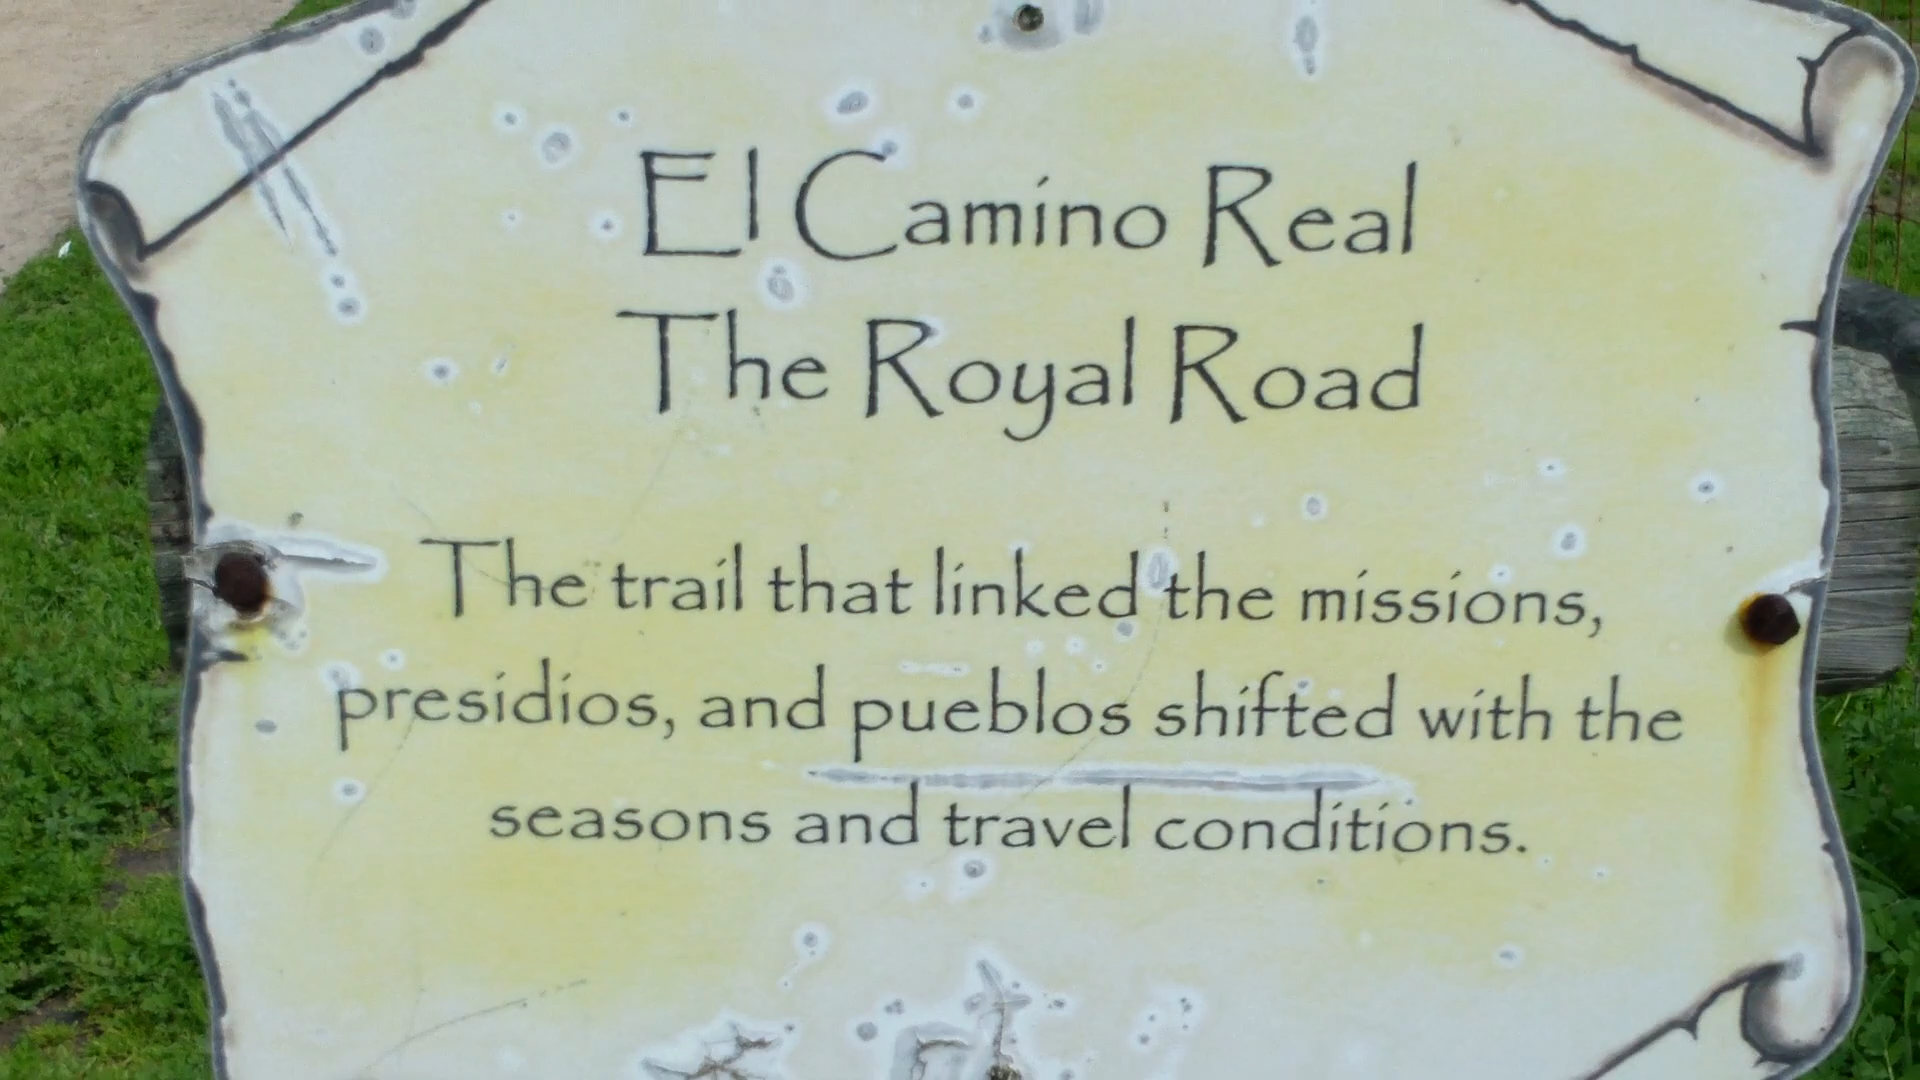 El Camino Real
The Royal Road
The trail that linked the missions,
presidios, and pueblos shifted with the
seasons and travel conditions.